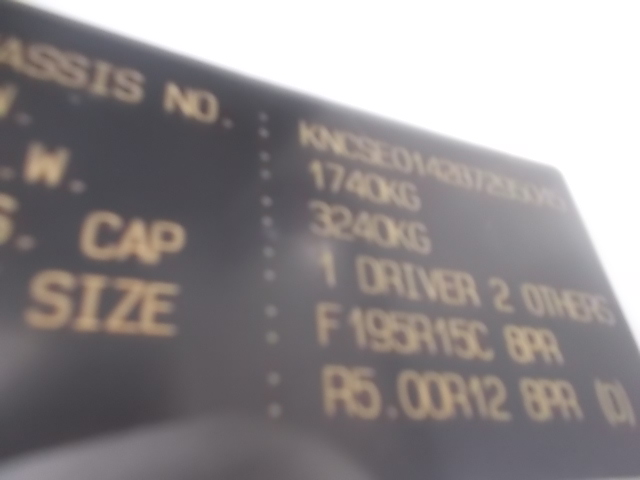 ASSIS NO. :
W. : 1740KG
.W. : 3240KG
S. CAP : 1 DRIVER 2 OTHERS
SIZE : F195R15C 8PR
: R5.00R12 8PR (D)